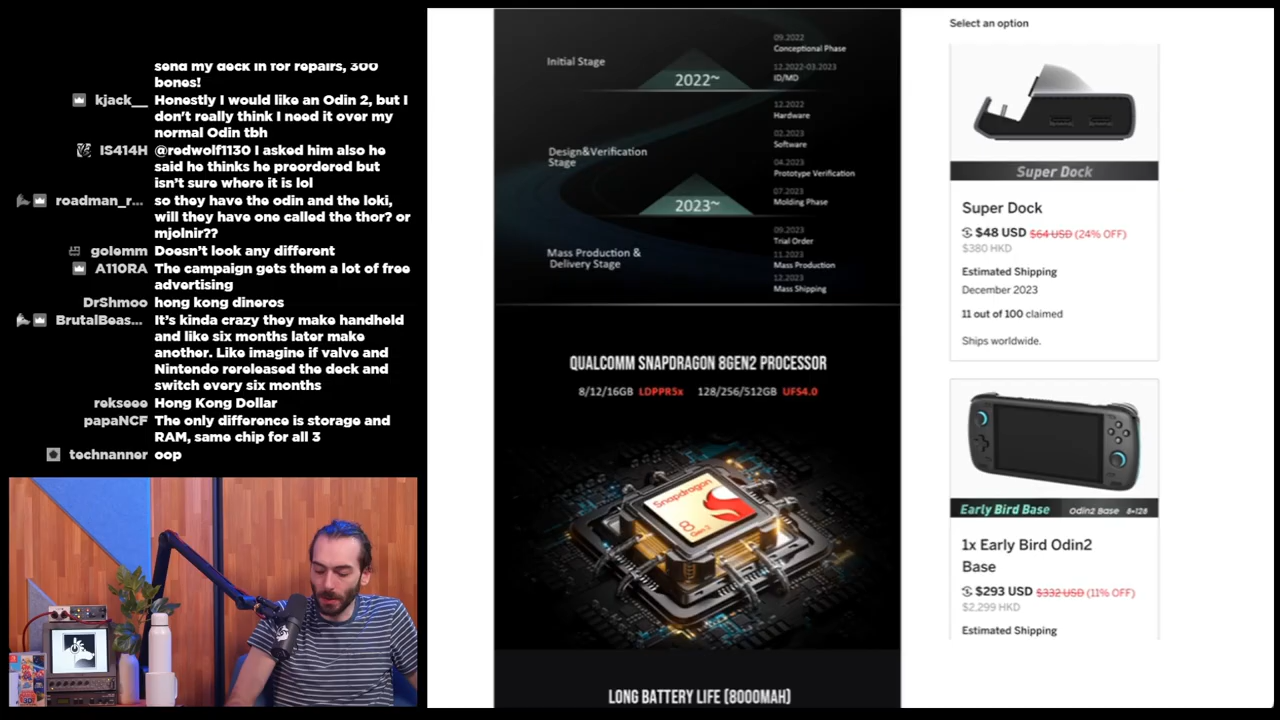 send my deck in for repairs, 300
bones!
kjack__ Honestly I would like an Odin 2, but I
don't really think I need it over my
normal Odin tbh
S414H @redwolf1130 I asked him also he
said he thinks he preordered but
isn't sure where it is lol
so they have the odin and the loki,
will they have one called the thor? or
mjolnir??
Doesn't look any different
The campaign gets them a lot of free
advertising
DrShmoo hong kong dineros
BrutalBeas... It's kinda crazy they make handheld
and like six months later make
another. Like imagine if valve and
Nintendo rereleased the deck and
switch every six months
rekseee Hong Kong Dollar
papaNCF The only difference is storage and
RAM, same chip for all 3
technanner oop
Initial Stage
2022~
09.2022
Conceptional Phase
12.2022-03.2023
ID/MD
12.2022
Hardware
02.2023
Software
Design&Verification
Stage
04.2023
Prototype Verification
2023~
07.2023
Molding Phase
09.2023
Trial Order
Mass Production &
Delivery Stage
11.2023
Mass Production
12.2023
Mass Shipping
QUALCOMM SNAPDRAGON 8GEN2 PROCESSOR
8/12/16GB LDPPR5x 128/256/512GB UFS4.0
Snapdragon
8
Gen 2
LONG BATTERY LIFE (8000MAH)
Select an option
Super Dock
Super Dock
$48 USD $64 USD (24% OFF)
$380 HKD
Estimated Shipping
December 2023
11 out of 100 claimed
Ships worldwide.
Early Bird Base Odin2 Base 8+128
1x Early Bird Odin2
Base
$293 USD $332 USD (11% OFF)
$2,299 HKD
Estimated Shipping